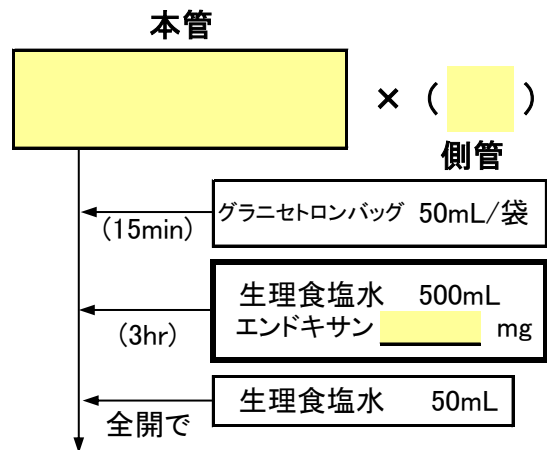 本管
× （ ）
側管
グラニセトロンバッグ 50mL/袋
(15min)
生理食塩水 500mL
エンドキサン mg
(3hr)
生理食塩水 50mL
全開で